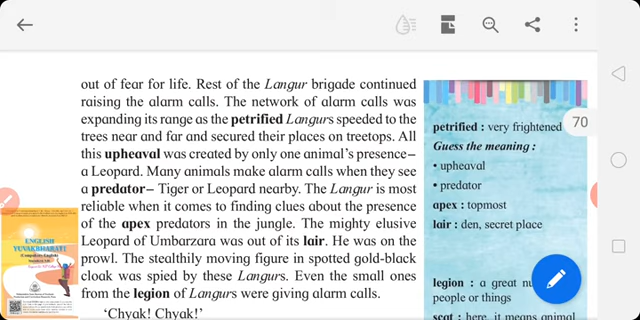 out of fear for life. Rest of the Langur brigade continued
raising the alarm calls. The network of alarm calls was
expanding its range as the petrified Langurs speeded to the
trees near and far and secured their places on treetops. All
this upheaval was created by only one animal's presence–
a Leopard. Many animals make alarm calls when they see
a predator– Tiger or Leopard nearby. The Langur is most
reliable when it comes to finding clues about the presence
of the apex predators in the jungle. The mighty elusive
Leopard of Umbarzara was out of its lair. He was on the
prowl. The stealthily moving figure in spotted gold-black
cloak was spied by these Langurs. Even the small ones
from the legion of Langurs were giving alarm calls.
'Chyak! Chyak!'
70
petrified : very frightened
Guess the meaning :
• upheaval
• predator
apex : topmost
lair : den, secret place
legion : a great
people or things
scat : here, it means animal
ENGLISH
YUVAKBHARATI